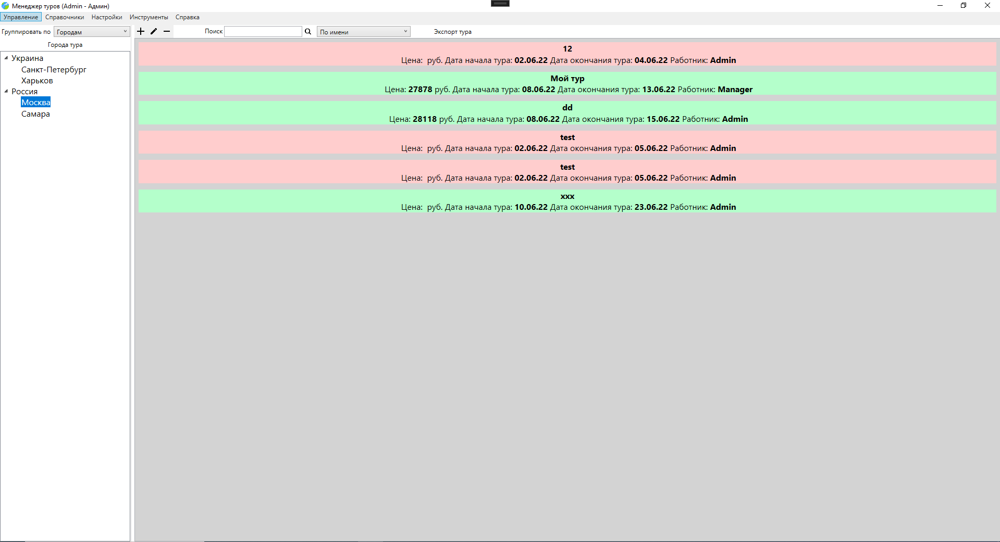 Менеджер туров (Admin - Админ)
Управление Справочники Настройки Инструменты Справка
Группировать по Городам Поиск По имени Экспорт тура
Города тура
Украина
Санкт-Петербург
Харьков
Россия
Москва
Самара
12
Цена: руб. Дата начала тура: 02.06.22 Дата окончания тура: 04.06.22 Работник: Admin
Мой тур
Цена: 27878 руб. Дата начала тура: 08.06.22 Дата окончания тура: 13.06.22 Работник: Manager
dd
Цена: 28118 руб. Дата начала тура: 08.06.22 Дата окончания тура: 15.06.22 Работник: Admin
test
Цена: руб. Дата начала тура: 02.06.22 Дата окончания тура: 05.06.22 Работник: Admin
test
Цена: руб. Дата начала тура: 02.06.22 Дата окончания тура: 05.06.22 Работник: Admin
xxx
Цена: руб. Дата начала тура: 10.06.22 Дата окончания тура: 23.06.22 Работник: Admin